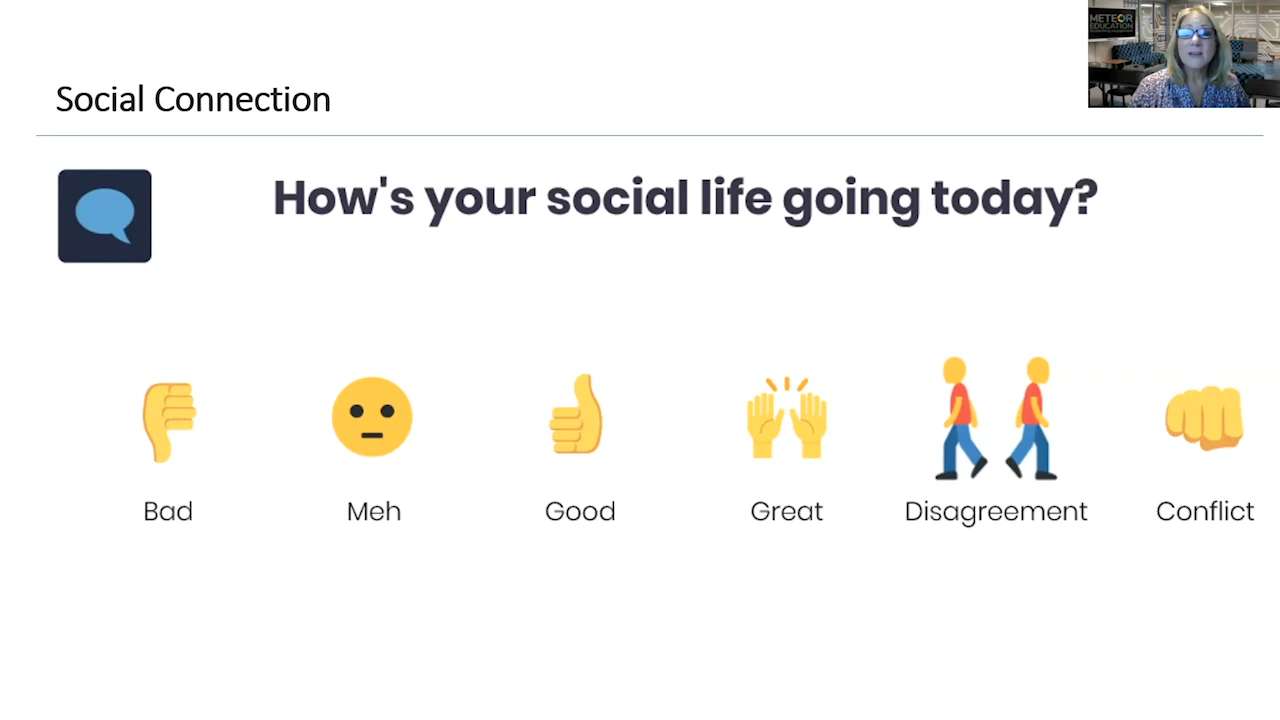 METEOR
EDUCATION
Social Connection
How's your social life going today?
Bad
Meh
Good
Great
Disagreement
Conflict